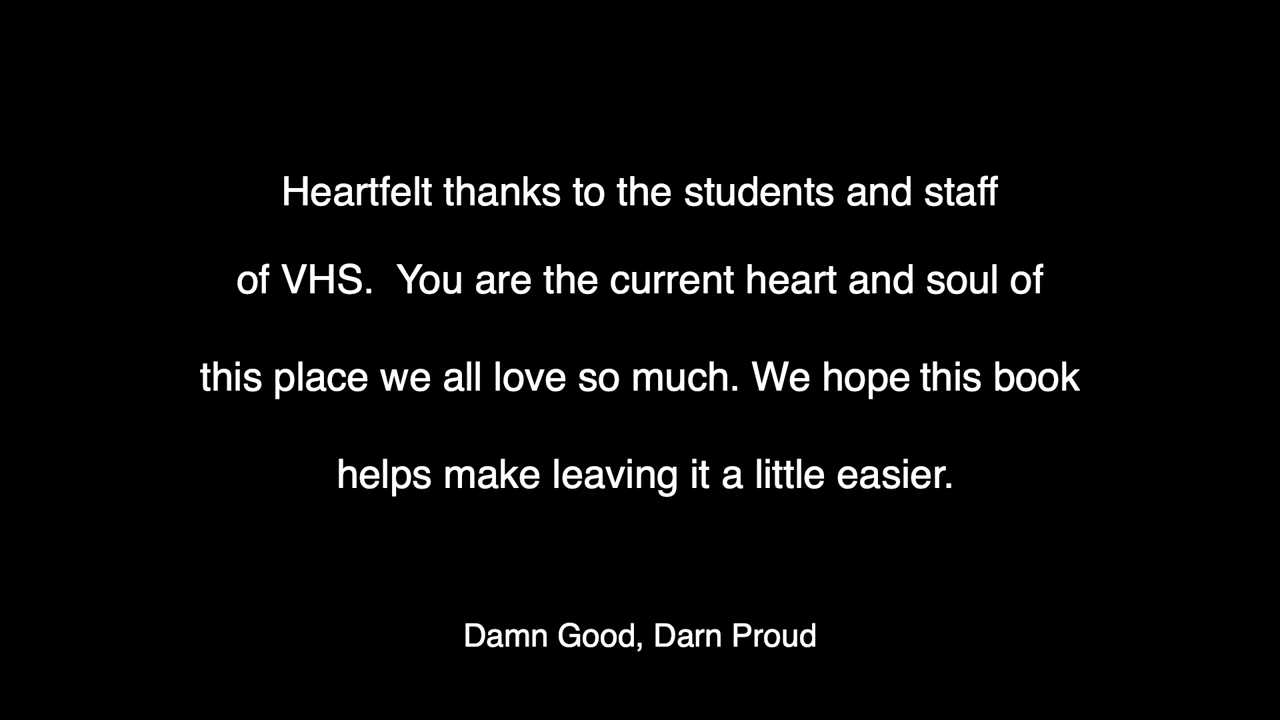 Heartfelt thanks to the students and staff
of VHS.  You are the current heart and soul of
this place we all love so much. We hope this book
helps make leaving it a little easier.
Damn Good, Darn Proud